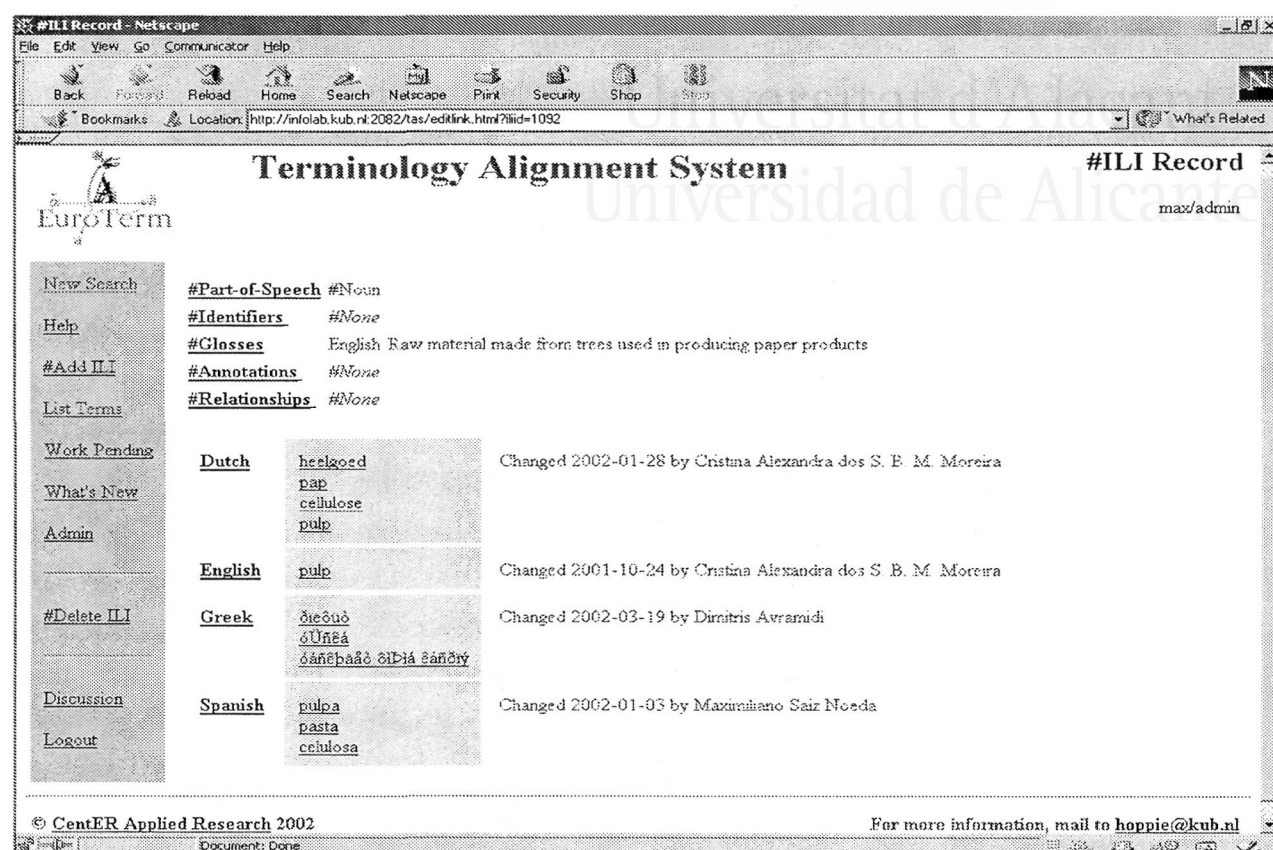 #ILI Record - Netscape
File Edit View Go Communicator Help
Back Forward Reload Home Search Netscape Print Security Shop Stop
Bookmarks Location: http://infolab.kub.nl:2082/tas/editlink.html?iliid=1092 What's Related
Universitat d'Alacant
Universidad de Alicante
EuroTerm
Terminology Alignment System
#ILI Record
max/admin
New Search
Help
#Add ILI
List Terms
Work Pending
What's New
Admin
#Delete ILI
Discussion
Logout
#Part-of-Speech #Noun
#Identifiers #None
#Glosses English Raw material made from trees used in producing paper products
#Annotations #None
#Relationships #None
Dutch heelgoed Changed 2002-01-28 by Cristina Alexandra dos S. B. M. Moreira
pap
cellulose
pulp
English pulp Changed 2001-10-24 by Cristina Alexandra dos S. B. M. Moreira
Greek Changed 2002-03-19 by Dimitris Avramidi
Spanish pulpa Changed 2002-01-03 by Maximiliano Saiz Noeda
pasta
celulosa
© CentER Applied Research 2002 For more information, mail to hoppie@kub.nl
Document: Done